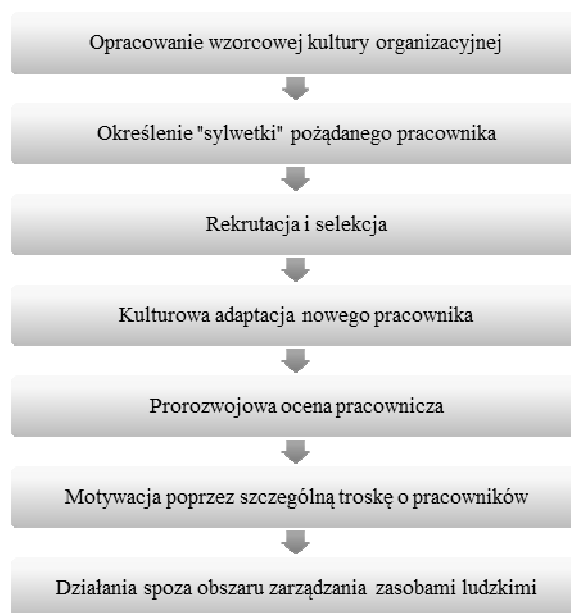 Opracowanie wzorcowej kultury organizacyjnej
Określenie "sylwetki" pożądanego pracownika
Rekrutacja i selekcja
Kulturowa adaptacja nowego pracownika
Prorozwojowa ocena pracownicza
Motywacja poprzez szczególną troskę o pracowników
Działania spoza obszaru zarządzania zasobami ludzkimi